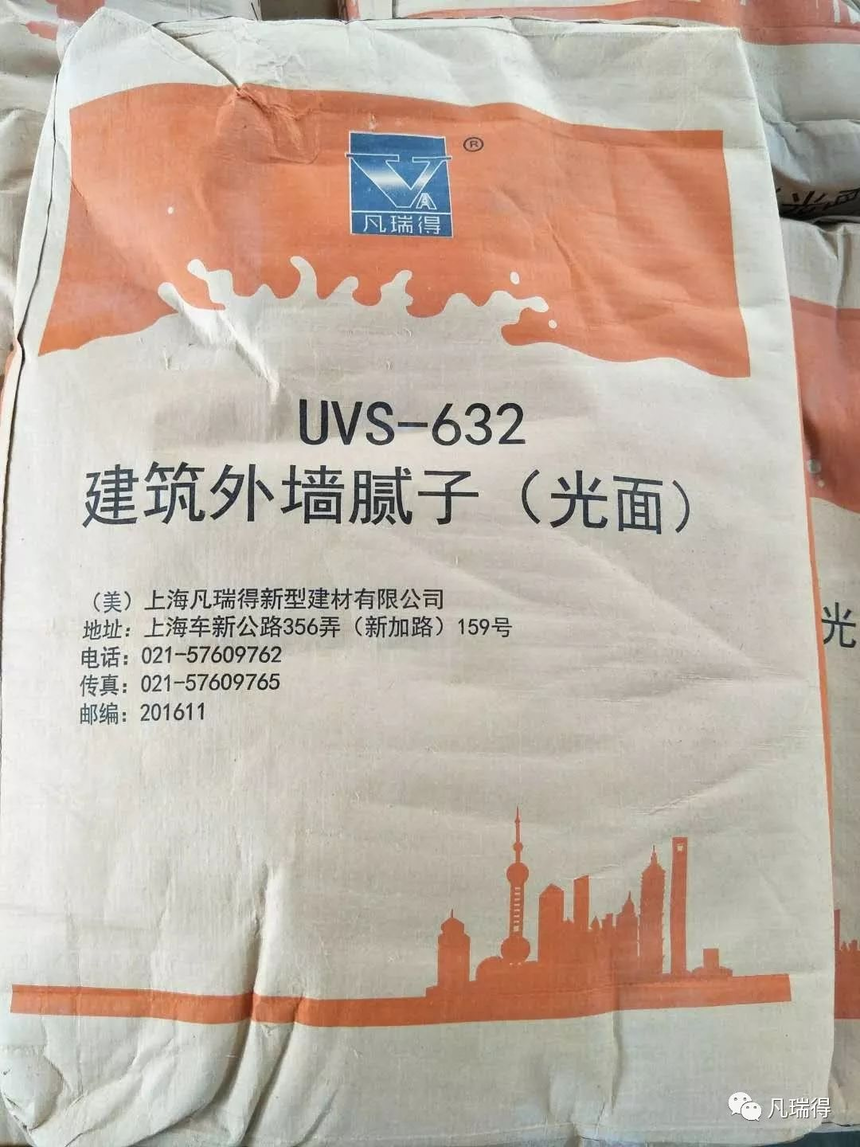 ®
凡瑞得
UVS-632
建筑外墙腻子（光面）
（美）上海凡瑞得新型建材有限公司
地址：上海车新公路356弄（新加路）159号
电话：021-57609762
传真：021-57609765
邮编：201611
光
凡瑞得